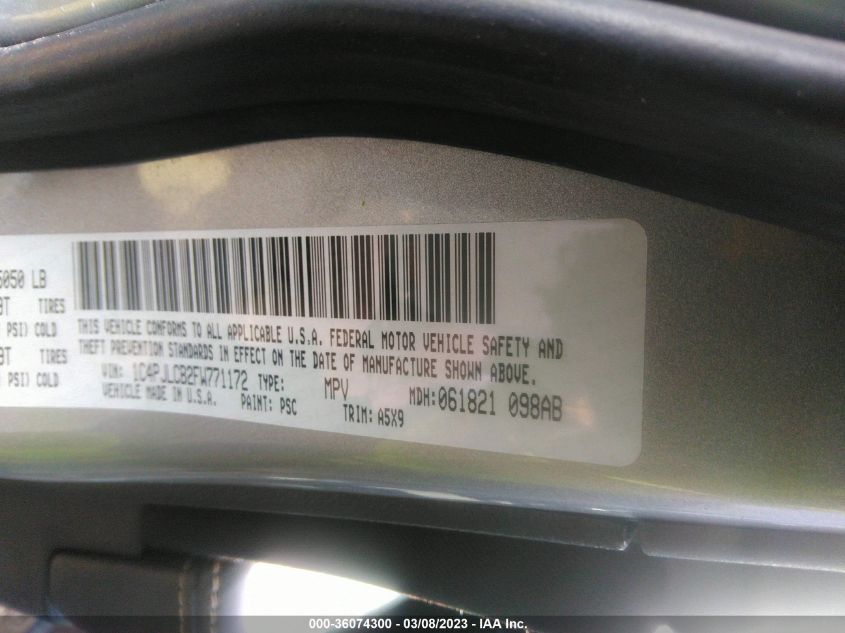 5050 LB
TIRES
PSI) COLD
TIRES
PSI) COLD
THIS VEHICLE CONFORMS TO ALL APPLICABLE U.S.A. FEDERAL MOTOR VEHICLE SAFETY AND
THEFT PREVENTION STANDARDS IN EFFECT ON THE DATE OF MANUFACTURE SHOWN ABOVE.
VIN: 1C4PJLCB2FW771172 TYPE: MPV MDH:061821 098AB
VEHICLE MADE IN U.S.A. PAINT: PSC TRIM: A5X9
000-36074300 - 03/08/2023 - IAA Inc.